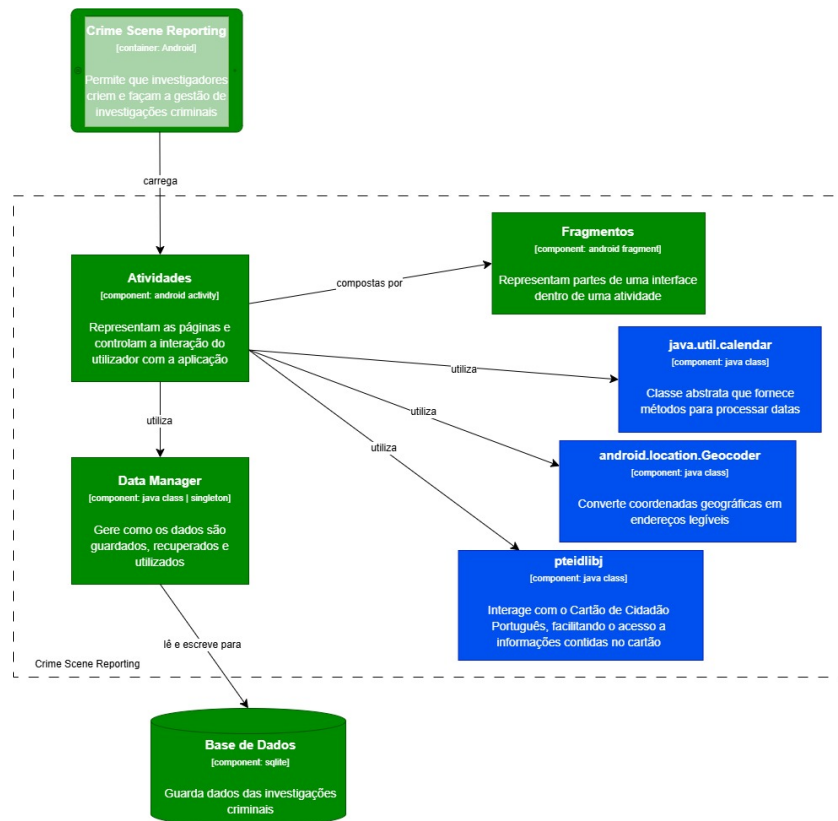 Crime Scene Reporting
[container: Android]
Permite que investigadores
criem e façam a gestão de
investigações criminais
carrega
Atividades
[component: android activity]
Representam as páginas e
controlam a interação do
utilizador com a aplicação
compostas por
Fragmentos
[component: android fragment]
Representam partes de uma interface
dentro de uma atividade
utiliza
java.util.calendar
[component: java class]
Classe abstrata que fornece
métodos para processar datas
utiliza
android.location.Geocoder
[component: java class]
Converte coordenadas geográficas em
endereços legíveis
utiliza
pteidlibj
[component: java class]
Interage com o Cartão de Cidadão
Português, facilitando o acesso a
informações contidas no cartão
utiliza
Data Manager
[component: java class | singleton]
Gere como os dados são
guardados, recuperados e
utilizados
lê e escreve para
Crime Scene Reporting
Base de Dados
[component: sqlite]
Guarda dados das investigações
criminais